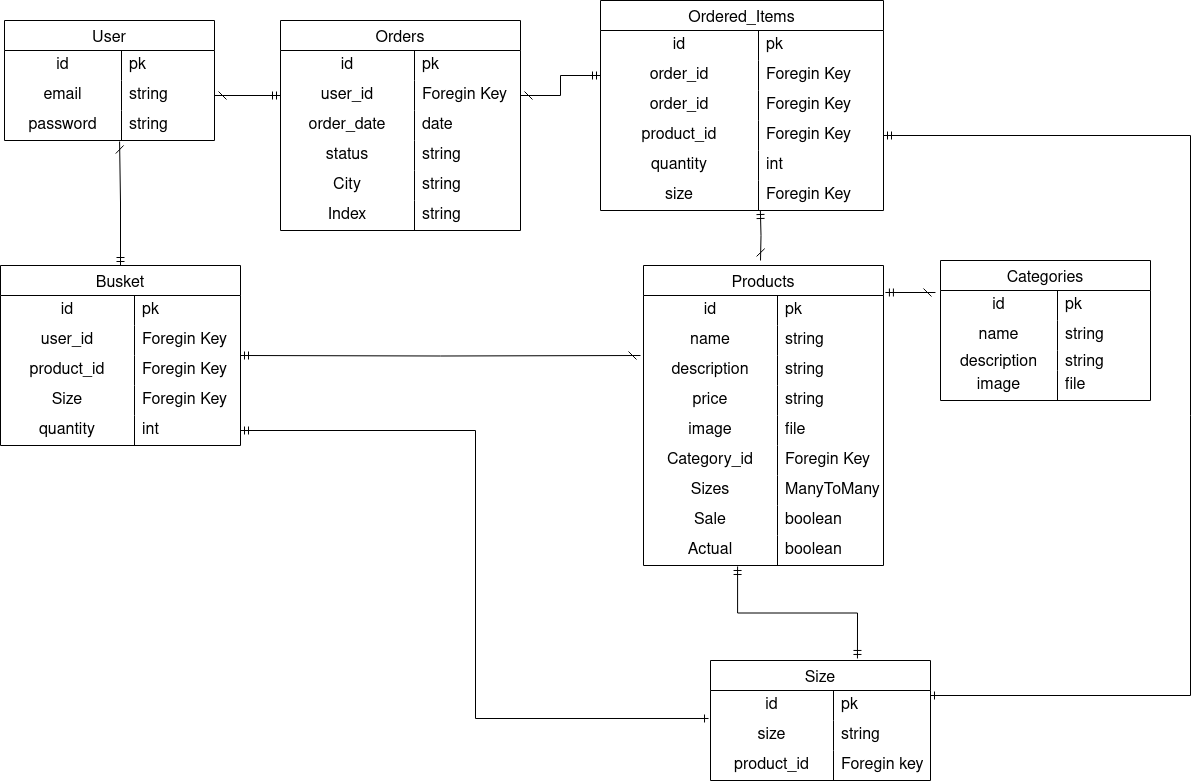 User
id pk
email string
password string
Orders
id pk
user_id Foregin Key
order_date date
status string
City string
Index string
Ordered_Items
id pk
order_id Foregin Key
order_id Foregin Key
product_id Foregin Key
quantity int
size Foregin Key
Busket
id pk
user_id Foregin Key
product_id Foregin Key
Size Foregin Key
quantity int
Products
id pk
name string
description string
price string
image file
Category_id Foregin Key
Sizes ManyToMany
Sale boolean
Actual boolean
Categories
id pk
name string
description string
image file
Size
id pk
size string
product_id Foregin key